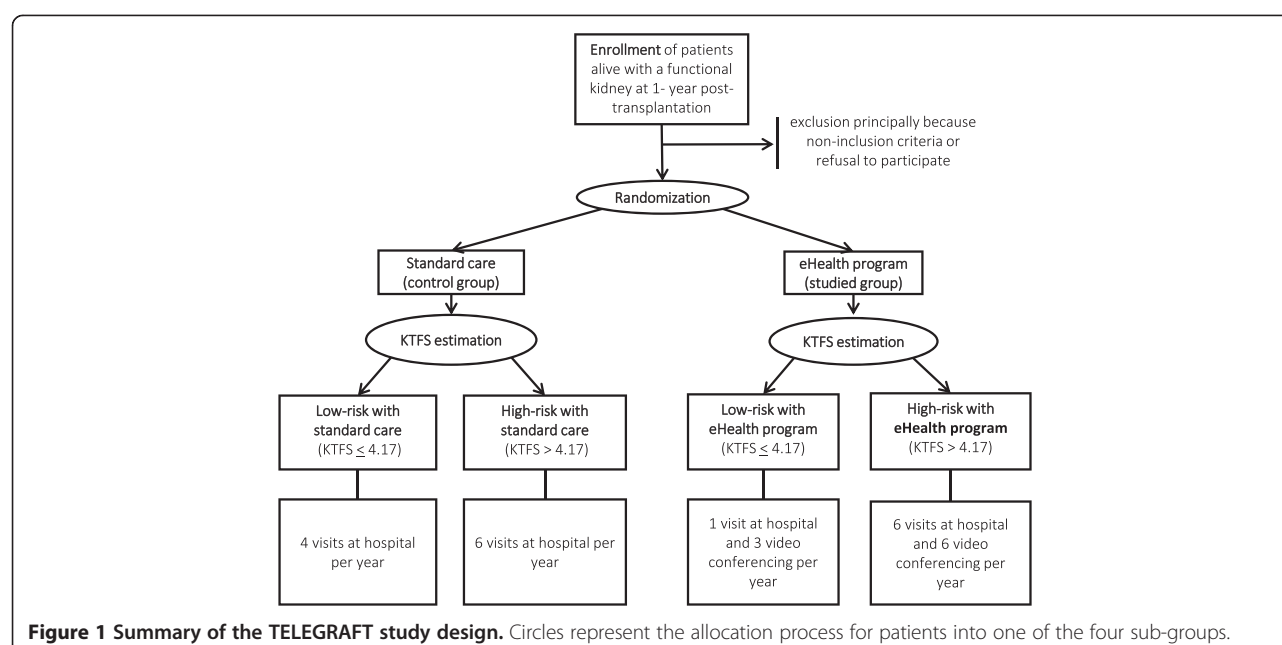 Enrollment of patients
alive with a functional
kidney at 1- year post-
transplantation
exclusion principally because
non-inclusion criteria or
refusal to participate
Randomization
Standard care
(control group)
eHealth program
(studied group)
KTFS estimation
KTFS estimation
Low-risk with
standard care
(KTFS ≤ 4.17)
High-risk with
standard care
(KTFS > 4.17)
Low-risk with
eHealth program
(KTFS ≤ 4.17)
High-risk with
eHealth program
(KTFS > 4.17)
4 visits at hospital
per year
6 visits at hospital per
year
1 visit at hospital
and 3 video
conferencing per
year
6 visits at hospital
and 6 video
conferencing per
year
Figure 1 Summary of the TELEGRAFT study design. Circles represent the allocation process for patients into one of the four sub-groups.